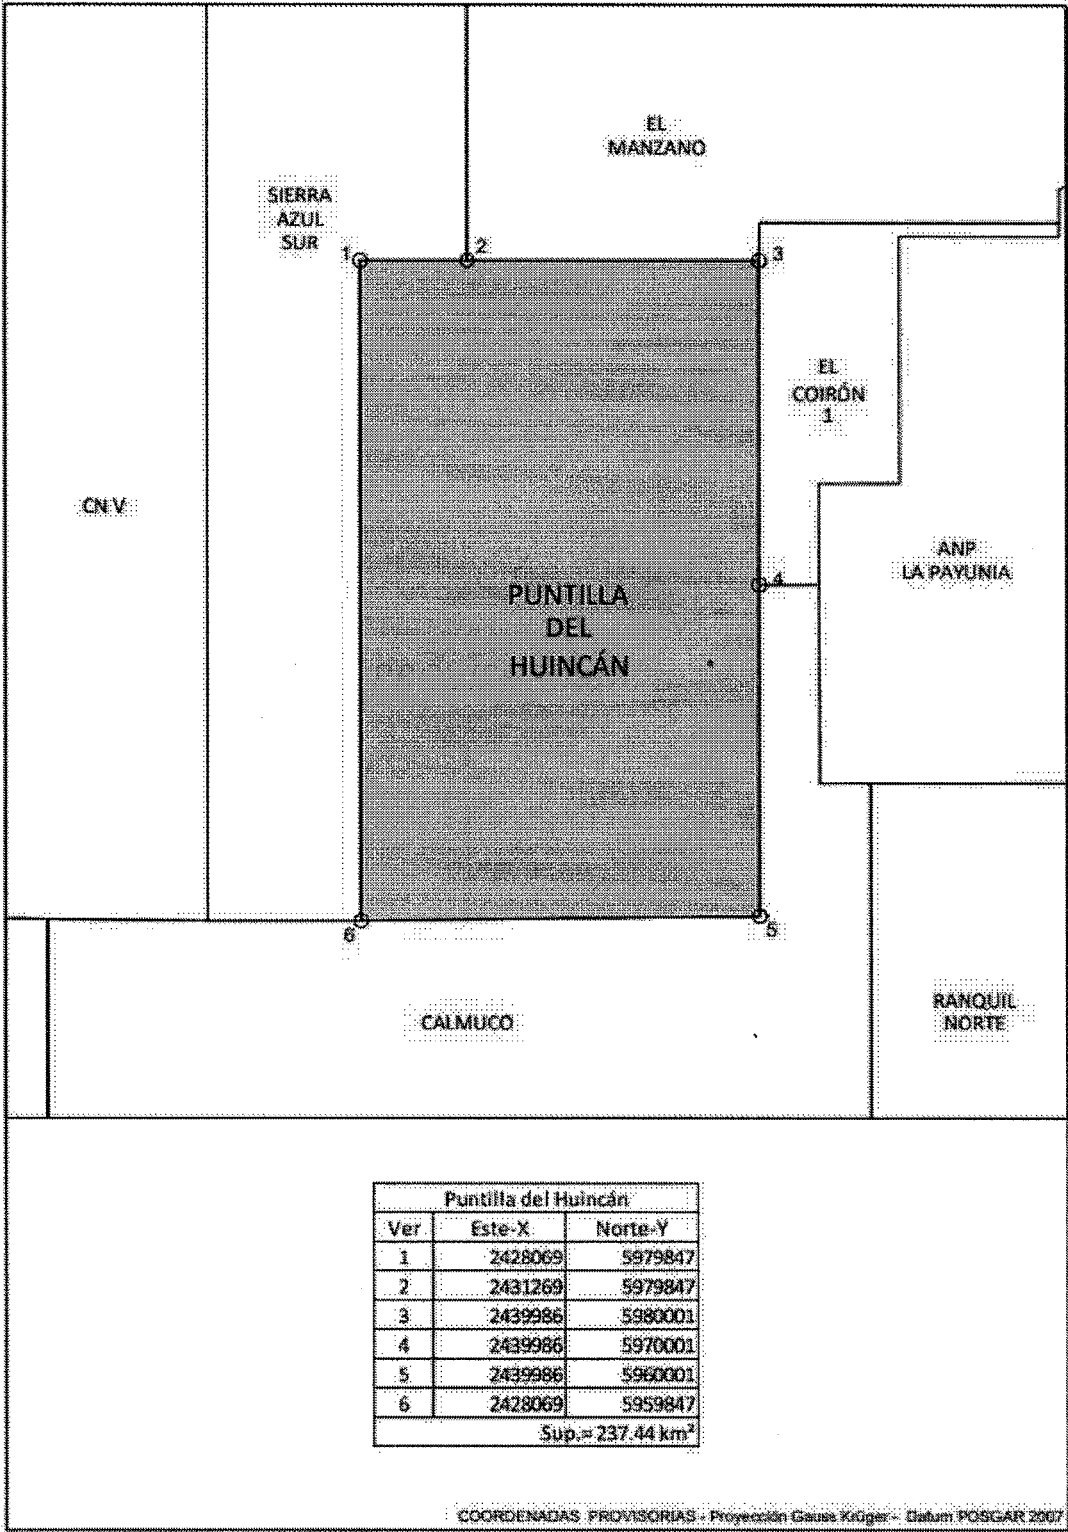 EL
MANZANO
SIERRA
AZUL
SUR
1
2
3
EL
COIRÓN
1
CN V
ANP
LA PAYUNIA
4
PUNTILLA
DEL
HUINCÁN
6
5
CALMUCO
RANQUIL
NORTE
Puntilla del Huincán
Ver Este-X Norte-Y
1 2428069 5979847
2 2431269 5979847
3 2439986 5980001
4 2439986 5970001
5 2439986 5960001
6 2428069 5959847
Sup.= 237.44 km²
COORDENADAS PROVISORIAS - Proyección Gauss Krüger - Datum POSGAR 2007